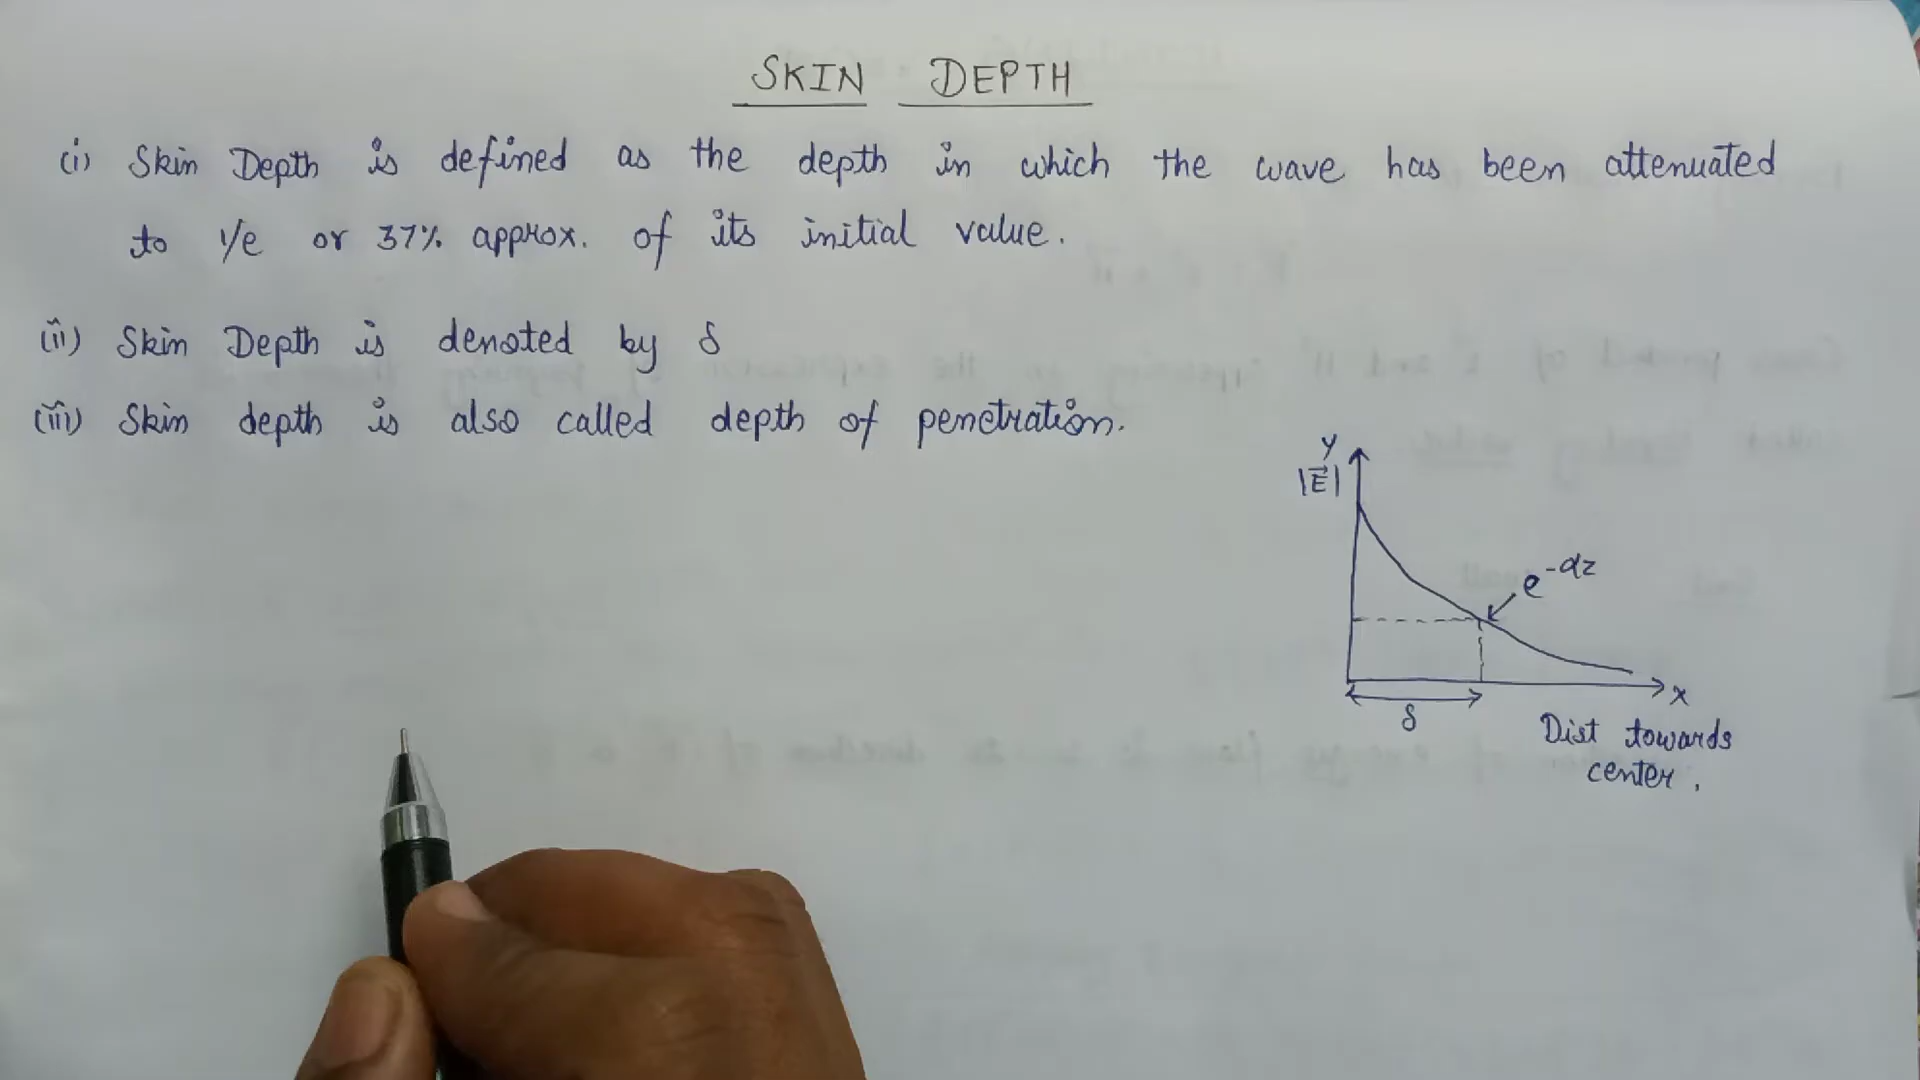 SKIN DEPTH
(i) Skin Depth is defined as the depth in which the wave has been attenuated
to 1/e or 37% approx. of its initial value.
(ii) Skin Depth is denoted by δ
(iii) Skin depth is also called depth of penetration.
y
|E⃗|
e^-αz
x
δ
Dist towards
center.